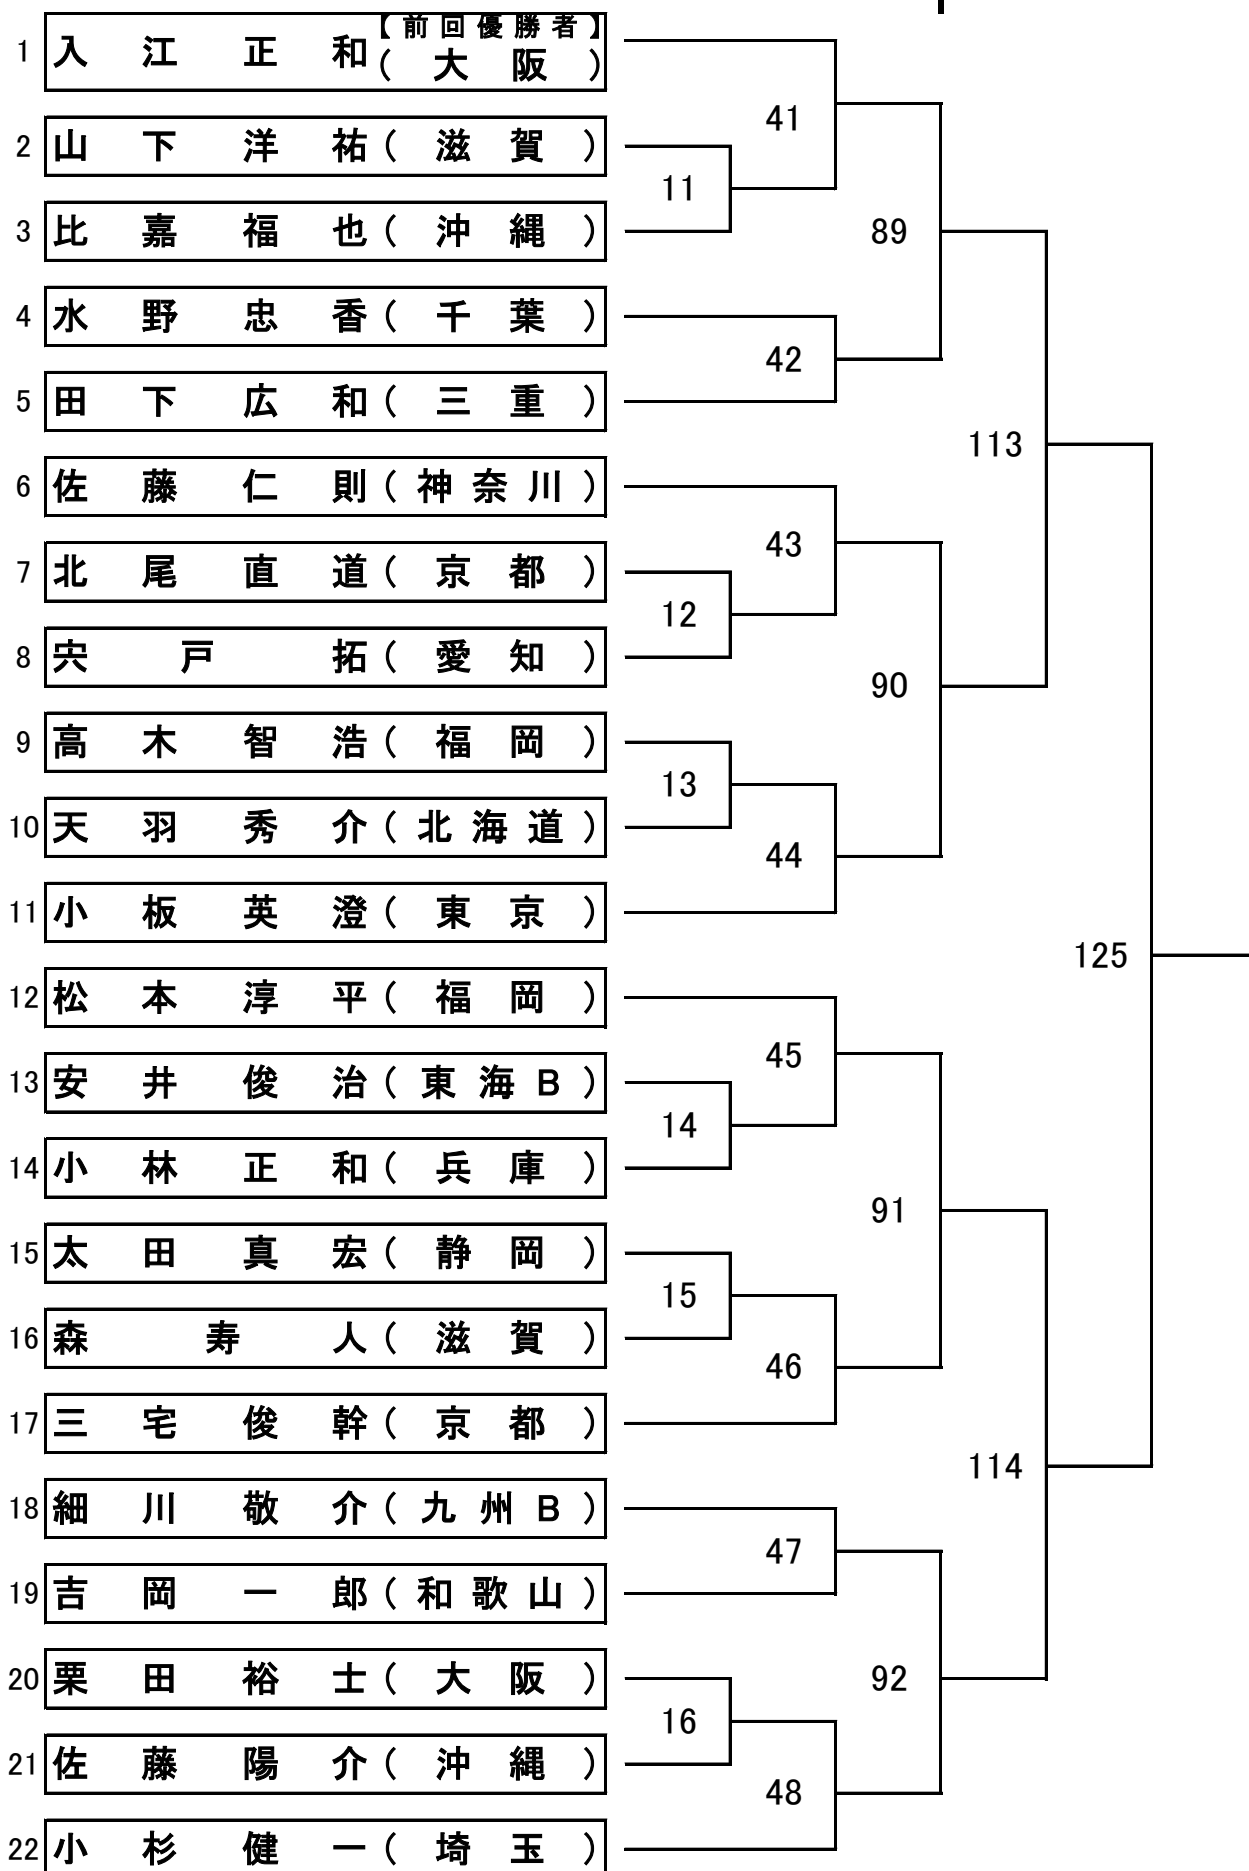 【前回優勝者】
1 入江正和(大阪)
41
2 山下洋祐(滋賀)
11
3 比嘉福也(沖縄)
89
4 水野忠香(千葉)
42
5 田下広和(三重)
113
6 佐藤仁則(神奈川)
43
7 北尾直道(京都)
12
8 宍戸拓(愛知)
90
9 高木智浩(福岡)
13
10 天羽秀介(北海道)
44
11 小板英澄(東京)
125
12 松本淳平(福岡)
45
13 安井俊治(東海B)
14
14 小林正和(兵庫)
91
15 太田真宏(静岡)
15
16 森寿人(滋賀)
46
17 三宅俊幹(京都)
114
18 細川敬介(九州B)
47
19 吉岡一郎(和歌山)
20 栗田裕士(大阪)
92
16
21 佐藤陽介(沖縄)
48
22 小杉健一(埼玉)